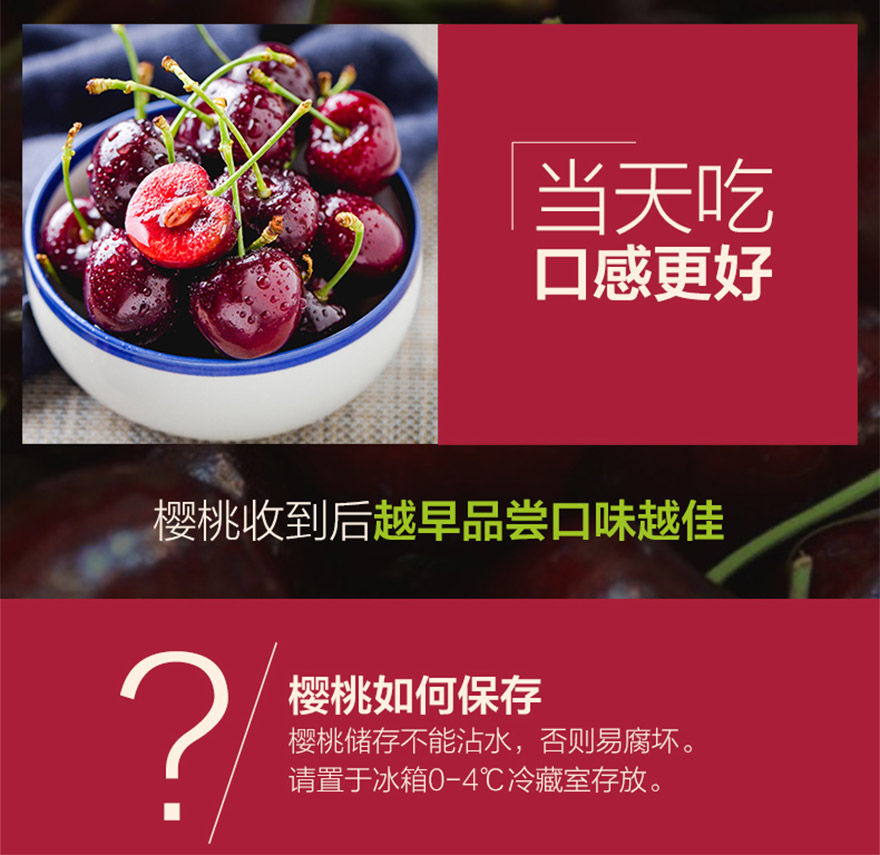 当天吃
口感更好
樱桃收到后越早品尝口味越佳
?
樱桃如何保存
樱桃储存不能沾水，否则易腐坏。
请置于冰箱0-4℃冷藏室存放。